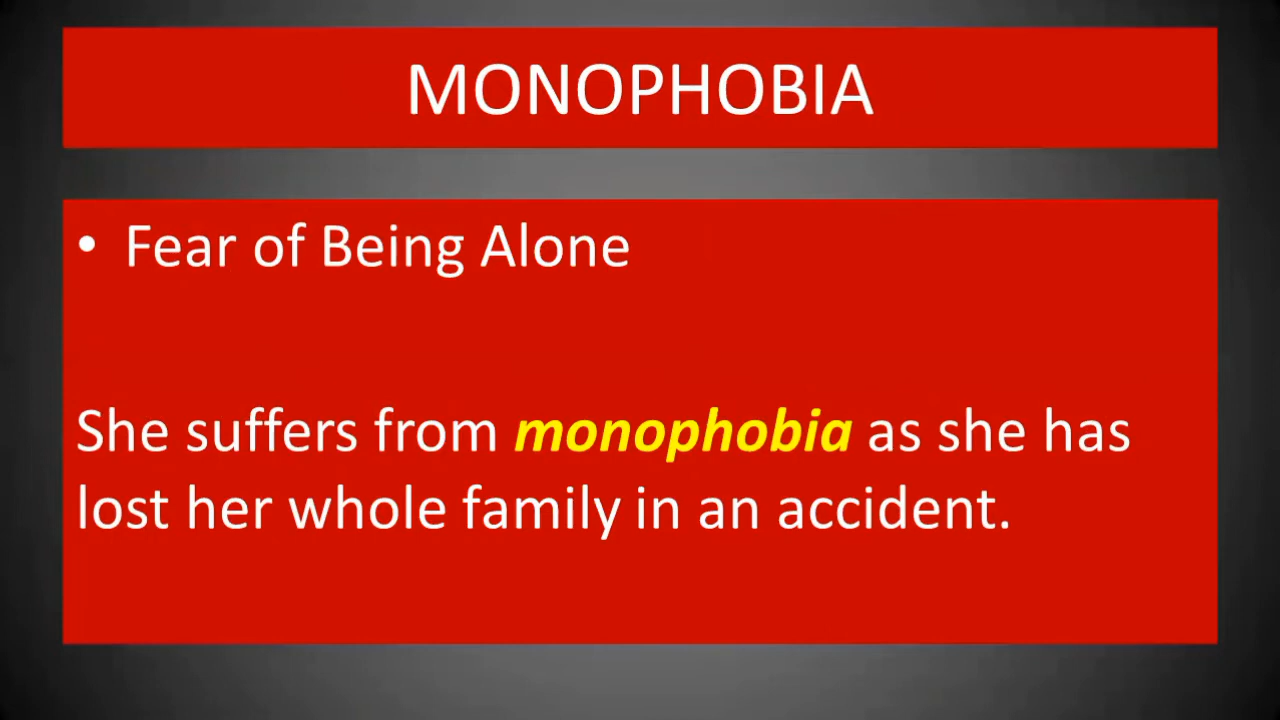 MONOPHOBIA
• Fear of Being Alone
She suffers from monophobia as she has
lost her whole family in an accident.